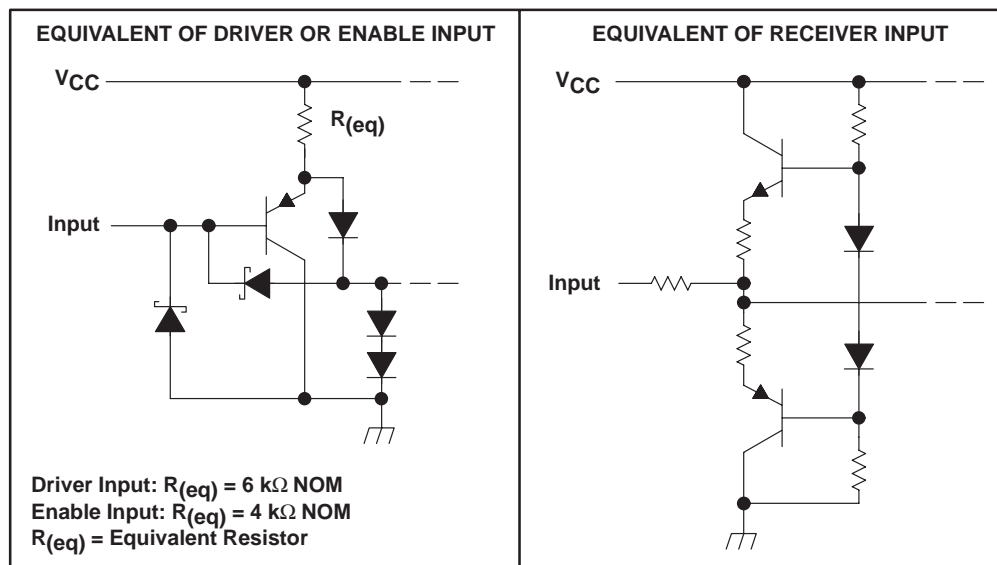 EQUIVALENT OF DRIVER OR ENABLE INPUT
VCC
R(eq)
Input
Driver Input: R(eq) = 6 kΩ NOM
Enable Input: R(eq) = 4 kΩ NOM
R(eq) = Equivalent Resistor
EQUIVALENT OF RECEIVER INPUT
VCC
Input